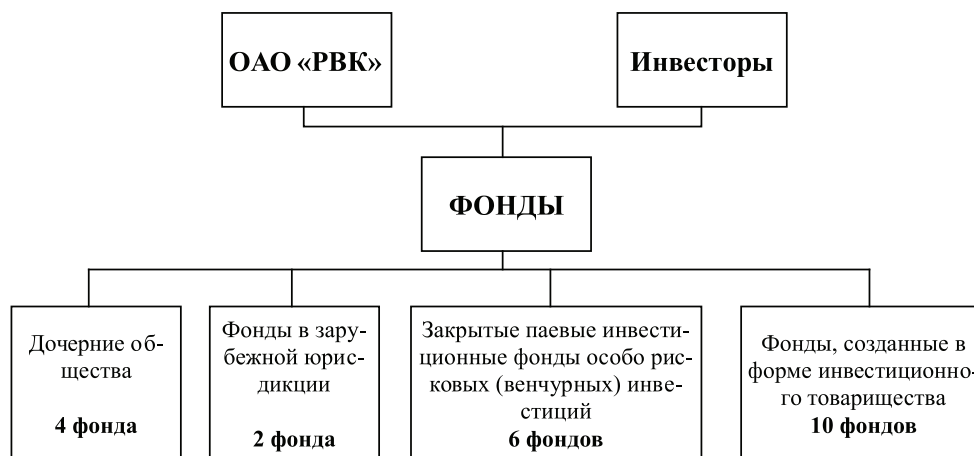 ОАО «РВК»
Инвесторы
ФОНДЫ
Дочерние об-
щества
4 фонда
Фонды в зару-
бежной юрис-
дикции
2 фонда
Закрытые паевые инвести-
ционные фонды особо рис-
ковых (венчурных) инве-
стиций
6 фондов
Фонды, созданные в
форме инвестиционно-
го товарищества
10 фондов